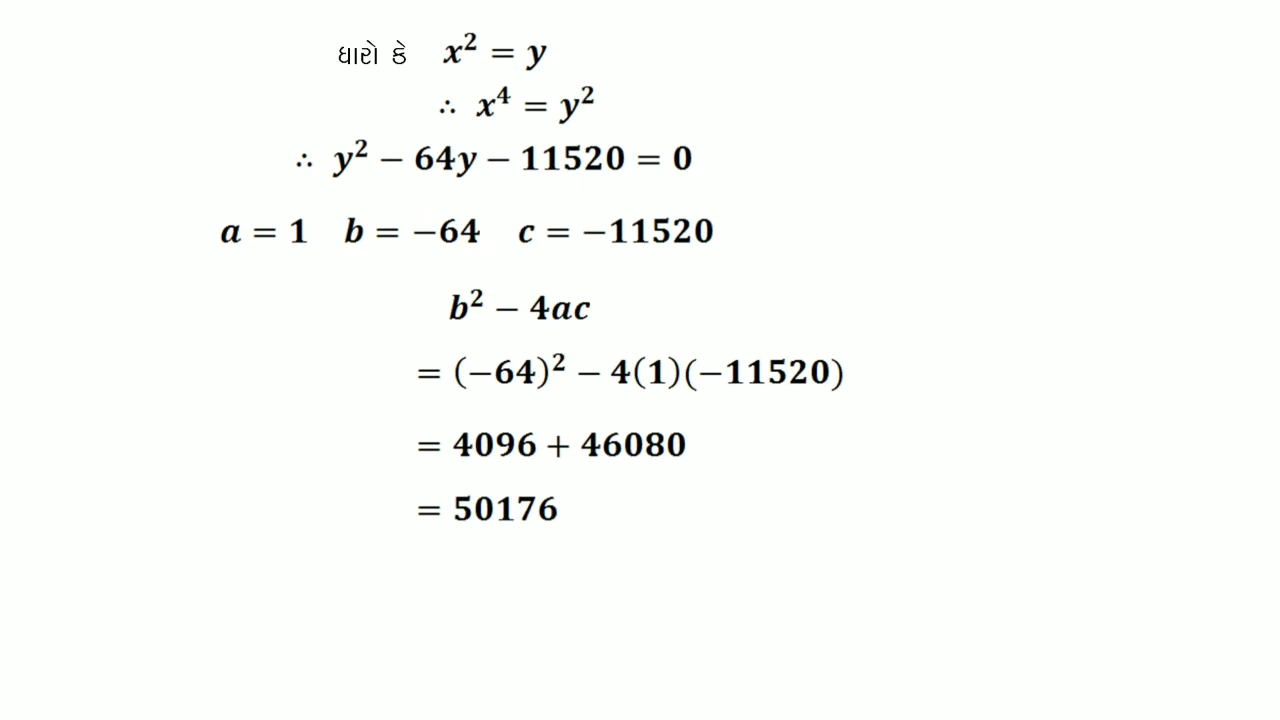 ધારો કે x² = y
∴ x⁴ = y²
∴ y² − 64y − 11520 = 0
a = 1 b = −64 c = −11520
b² − 4ac
= (−64)² − 4(1)(−11520)
= 4096 + 46080
= 50176